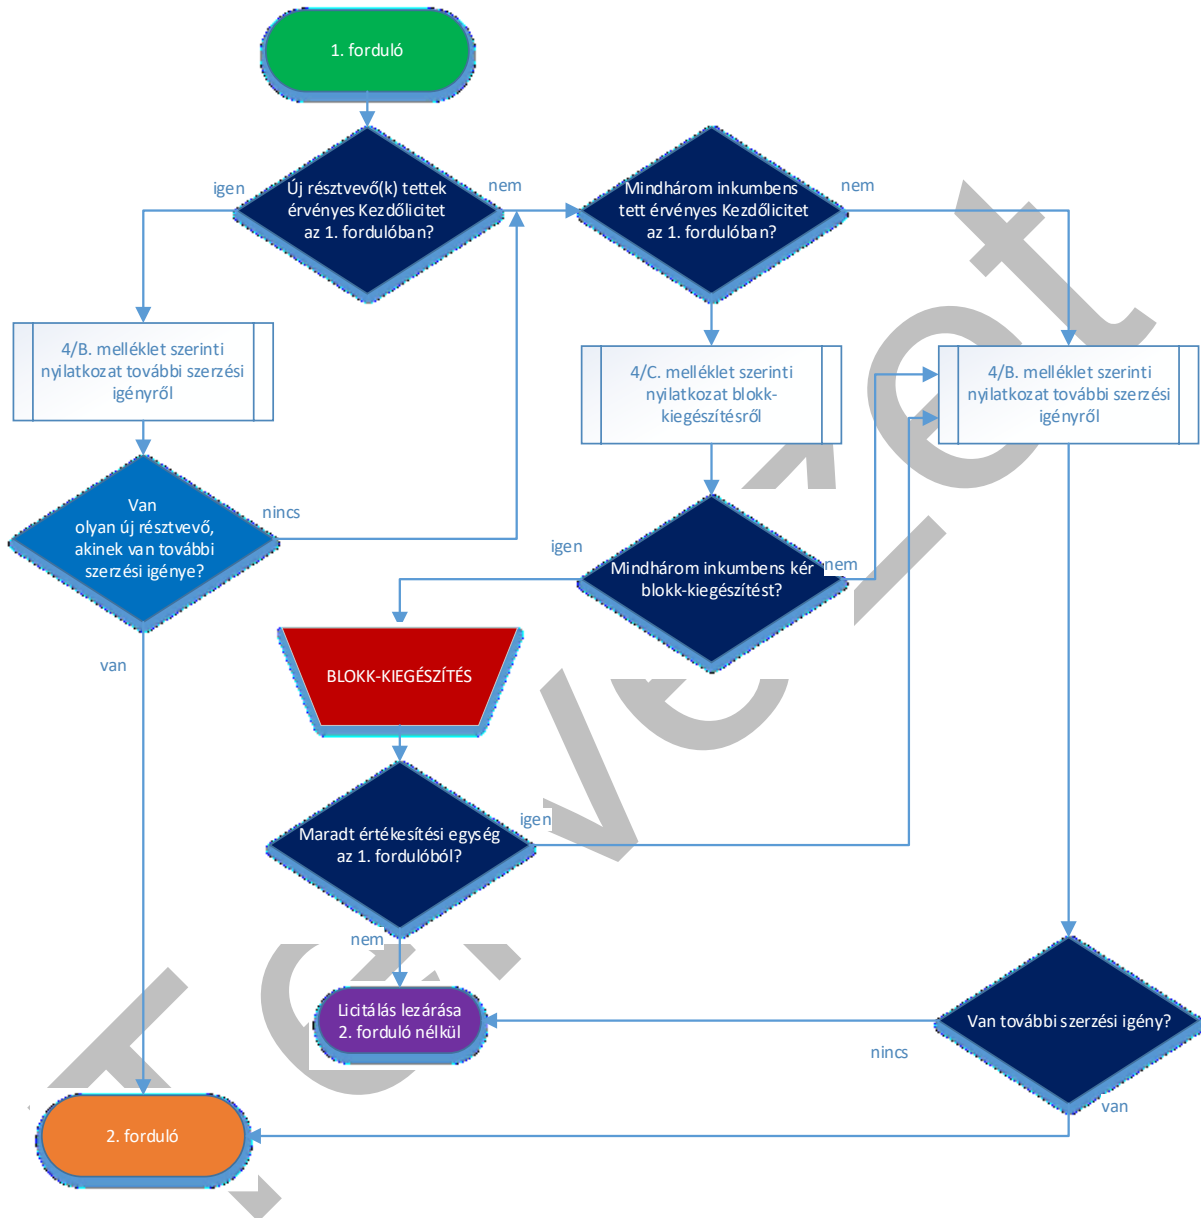 1. forduló
igen
Új résztvevő(k) tettek
érvényes Kezdőlicitet
az 1. fordulóban?
nem
Mindhárom inkumbens
tett érvényes Kezdőlicitet
az 1. fordulóban?
nem
4/B. melléklet szerinti
nyilatkozat további szerzési
igényről
4/C. melléklet szerinti
nyilatkozat blokk-
kiegészítésről
4/B. melléklet szerinti
nyilatkozat további szerzési
igényről
Van
olyan új résztvevő,
akinek van további
szerzési igénye?
nincs
igen
Mindhárom inkumbens kér
blokk-kiegészítést?
nem
van
BLOKK-KIEGÉSZÍTÉS
Maradt értékesítési egység
az 1. fordulóból?
igen
nem
Licitálás lezárása
2. forduló nélkül
Van további szerzési igény?
nincs
van
2. forduló